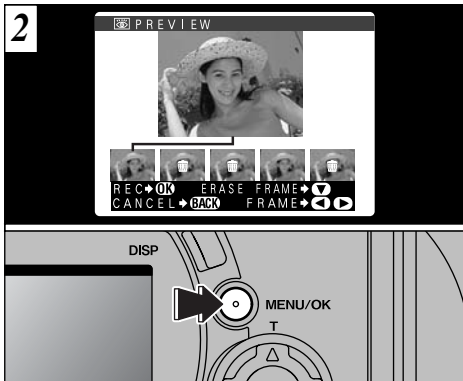 2
PREVIEW
REC➜OK ERASE FRAME➜▼
CANCEL➜BACK FRAME➜◀▶
DISP
MENU/OK
T